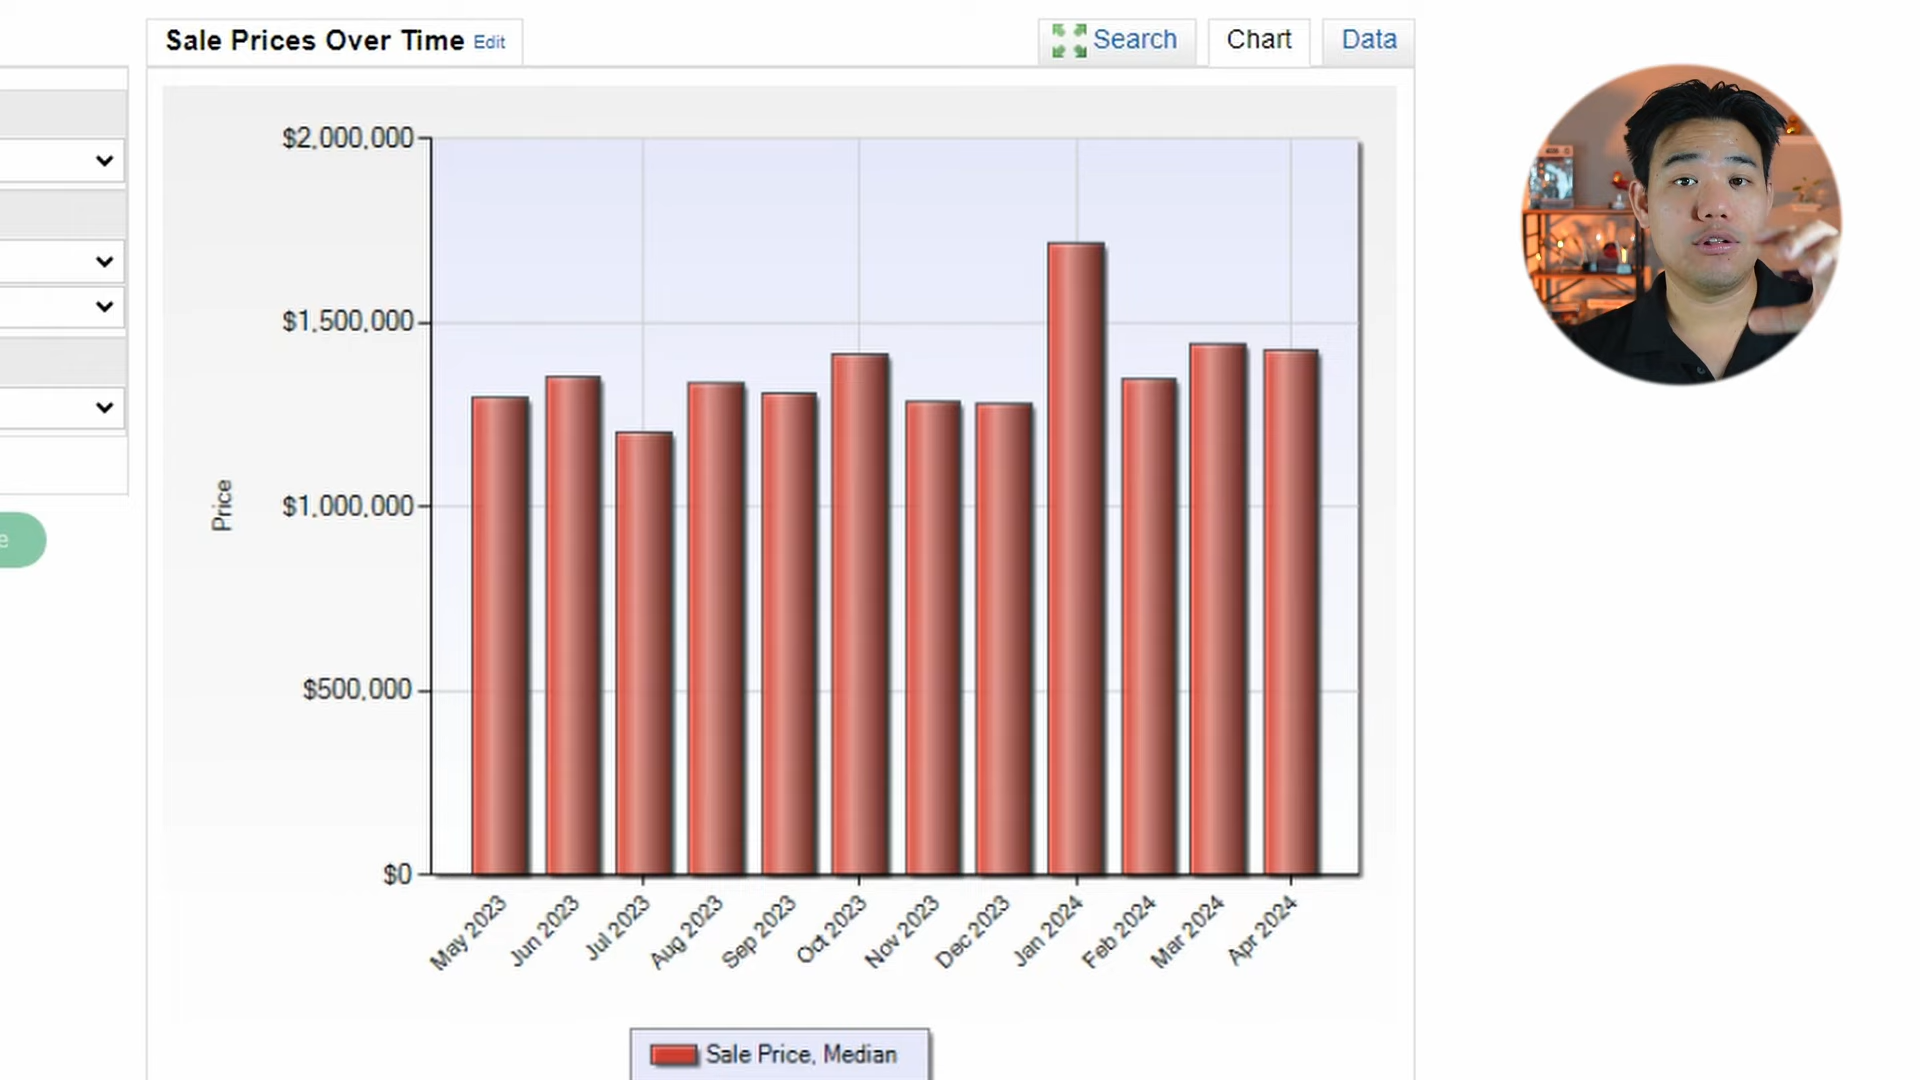 Sale Prices Over Time Edit
Search
Chart
Data
$2,000,000
$1,500,000
$1,000,000
$500,000
$0
Price
May 2023
Jun 2023
Jul 2023
Aug 2023
Sep 2023
Oct 2023
Nov 2023
Dec 2023
Jan 2024
Feb 2024
Mar 2024
Apr 2024
Sale Price, Median
e